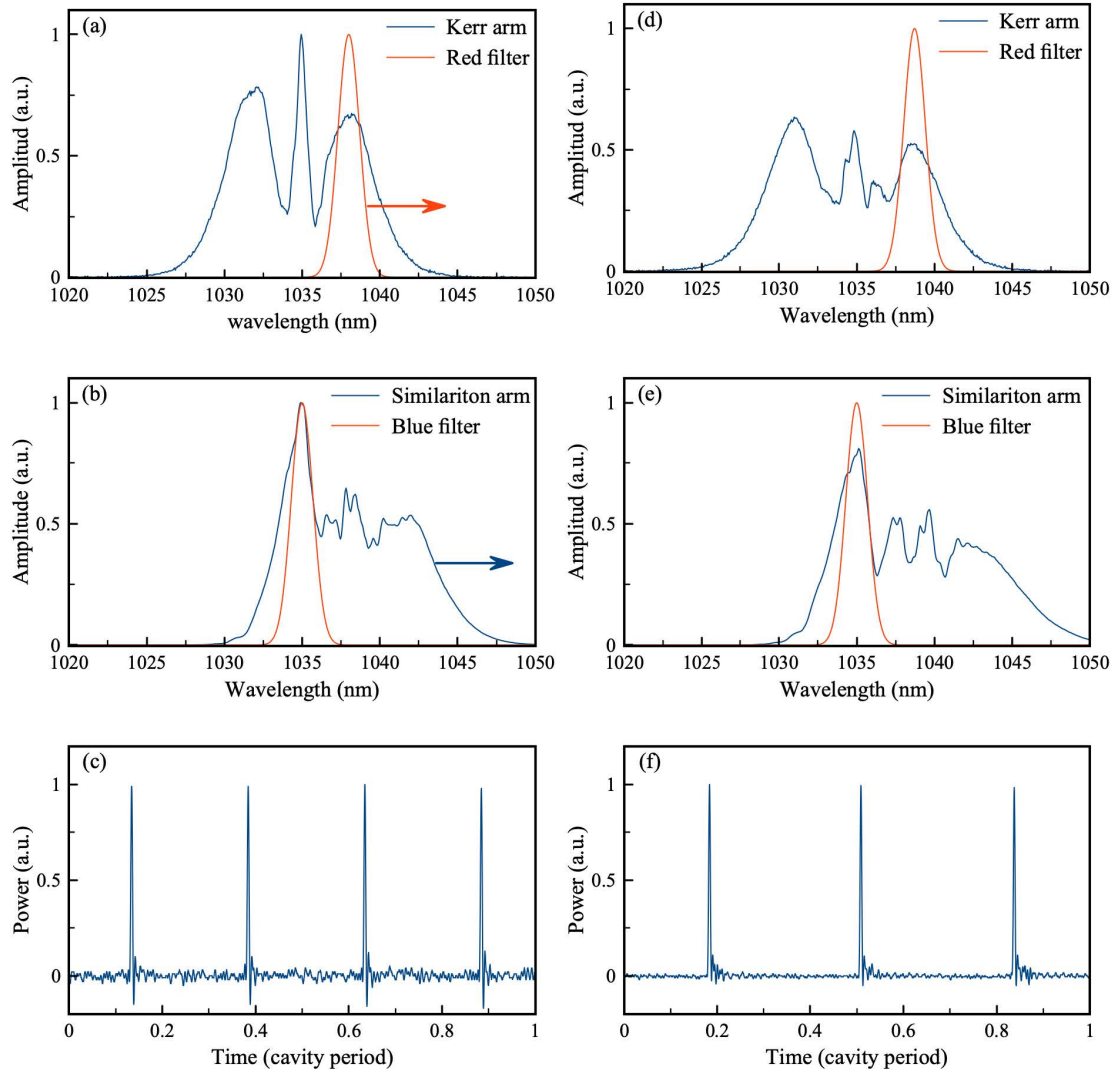 (a)
Kerr arm
Red filter
Amplitud (a.u.)
1
0.5
0
1020 1025 1030 1035 1040 1045 1050
wavelength (nm)
(d)
Kerr arm
Red filter
Amplitud (a.u.)
1
0.5
0
1020 1025 1030 1035 1040 1045 1050
Wavelength (nm)
(b)
Similariton arm
Blue filter
Amplitude (a.u.)
1
0.5
0
1020 1025 1030 1035 1040 1045 1050
Wavelength (nm)
(e)
Similariton arm
Blue filter
Amplitud (a.u.)
1
0.5
0
1020 1025 1030 1035 1040 1045 1050
Wavelength (nm)
(c)
Power (a.u.)
1
0.5
0
0 0.2 0.4 0.6 0.8 1
Time (cavity period)
(f)
Power (a.u.)
1
0.5
0
0 0.2 0.4 0.6 0.8 1
Time (cavity period)